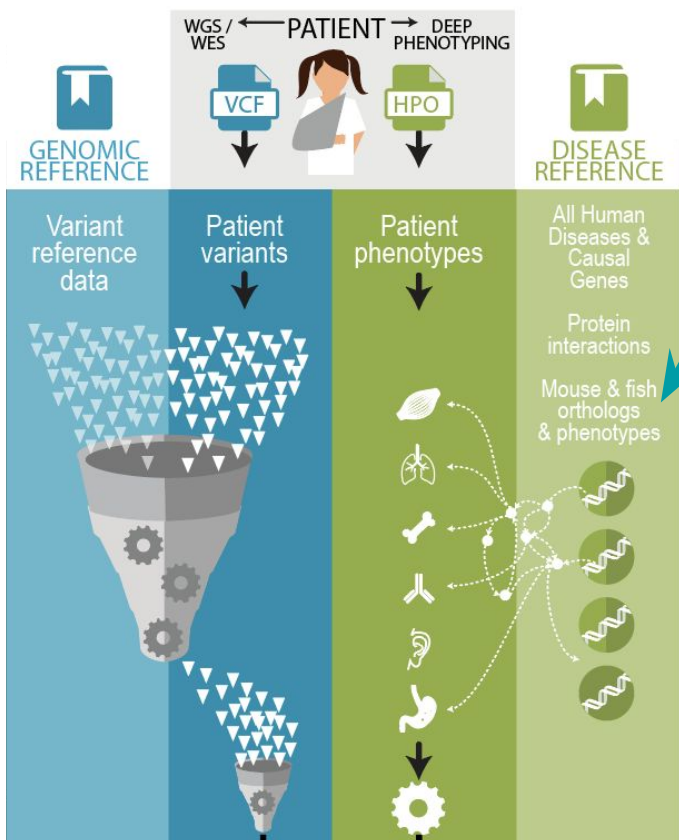 WGS / WES
PATIENT
DEEP PHENOTYPING
VCF
HPO
GENOMIC
REFERENCE
DISEASE
REFERENCE
Variant
reference
data
Patient
variants
Patient
phenotypes
All Human
Diseases &
Causal
Genes
Protein
interactions
Mouse & fish
orthologs
& phenotypes